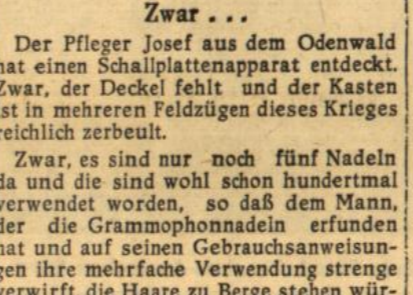 Zwar . . .
Der Pfleger Josef aus dem Odenwald
hat einen Schallplattenapparat entdeckt.
Zwar, der Deckel fehlt und der Kasten
ist in mehreren Feldzügen dieses Krieges
reichlich zerbeult.
Zwar, es sind nur noch fünf Nadeln
da und die sind wohl schon hundertmal
verwendet worden, so daß dem Mann,
der die Grammophonnadeln erfunden
hat und auf seinen Gebrauchsanweisun-
gen ihre mehrfache Verwendung strenge
verwirft, die Haare zu Berge stehen wür-